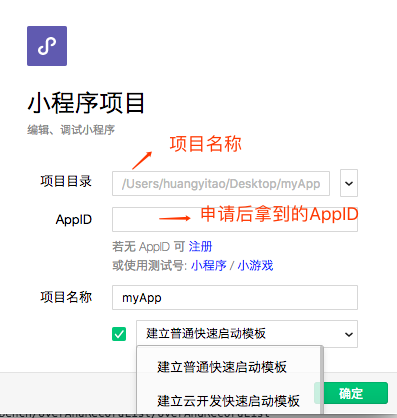 小程序项目
编辑、调试小程序
项目名称
项目目录 /Users/huangyitao/Desktop/myApp
AppID 申请后拿到的AppID
若无 AppID 可 注册
或使用测试号: 小程序 / 小游戏
项目名称 myApp
建立普通快速启动模板
建立普通快速启动模板
建立云开发快速启动模板 确定